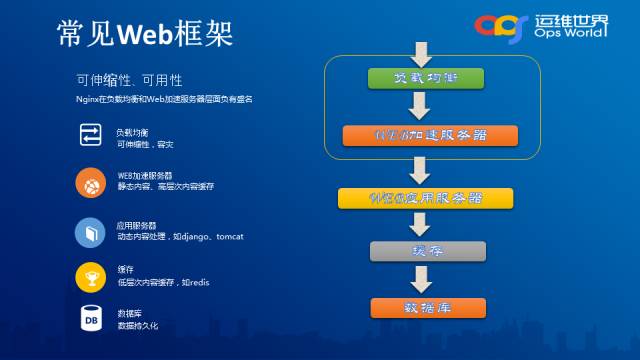 常见Web框架
运维世界
Ops World
可伸缩性、可用性
Nginx在负载均衡和Web加速服务器层面负有盛名
负载均衡
可伸缩性，容灾
WEB加速服务器
静态内容、高层次内容缓存
应用服务器
动态内容处理，如django、tomcat
缓存
低层次内容缓存，如redis
DB
数据库
数据持久化
负载均衡
WEB加速服务器
WEB应用服务器
缓存
数据库